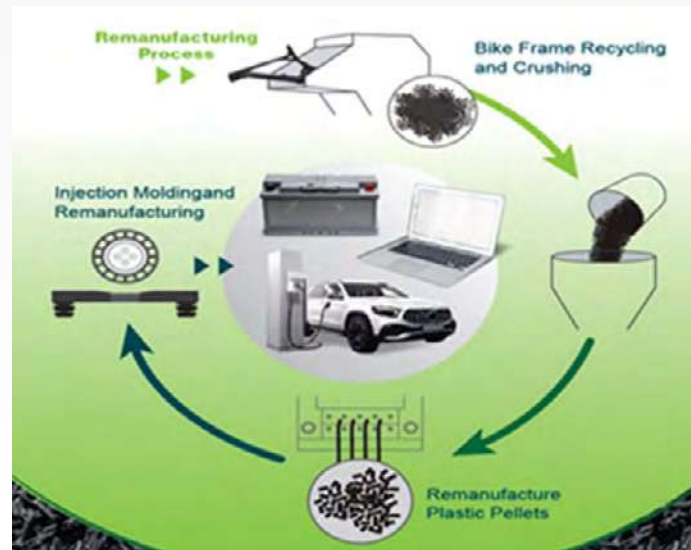 Remanufacturing
Process
Bike Frame Recycling
and Crushing
Injection Moldingand
Remanufacturing
Remanufacture
Plastic Pellets